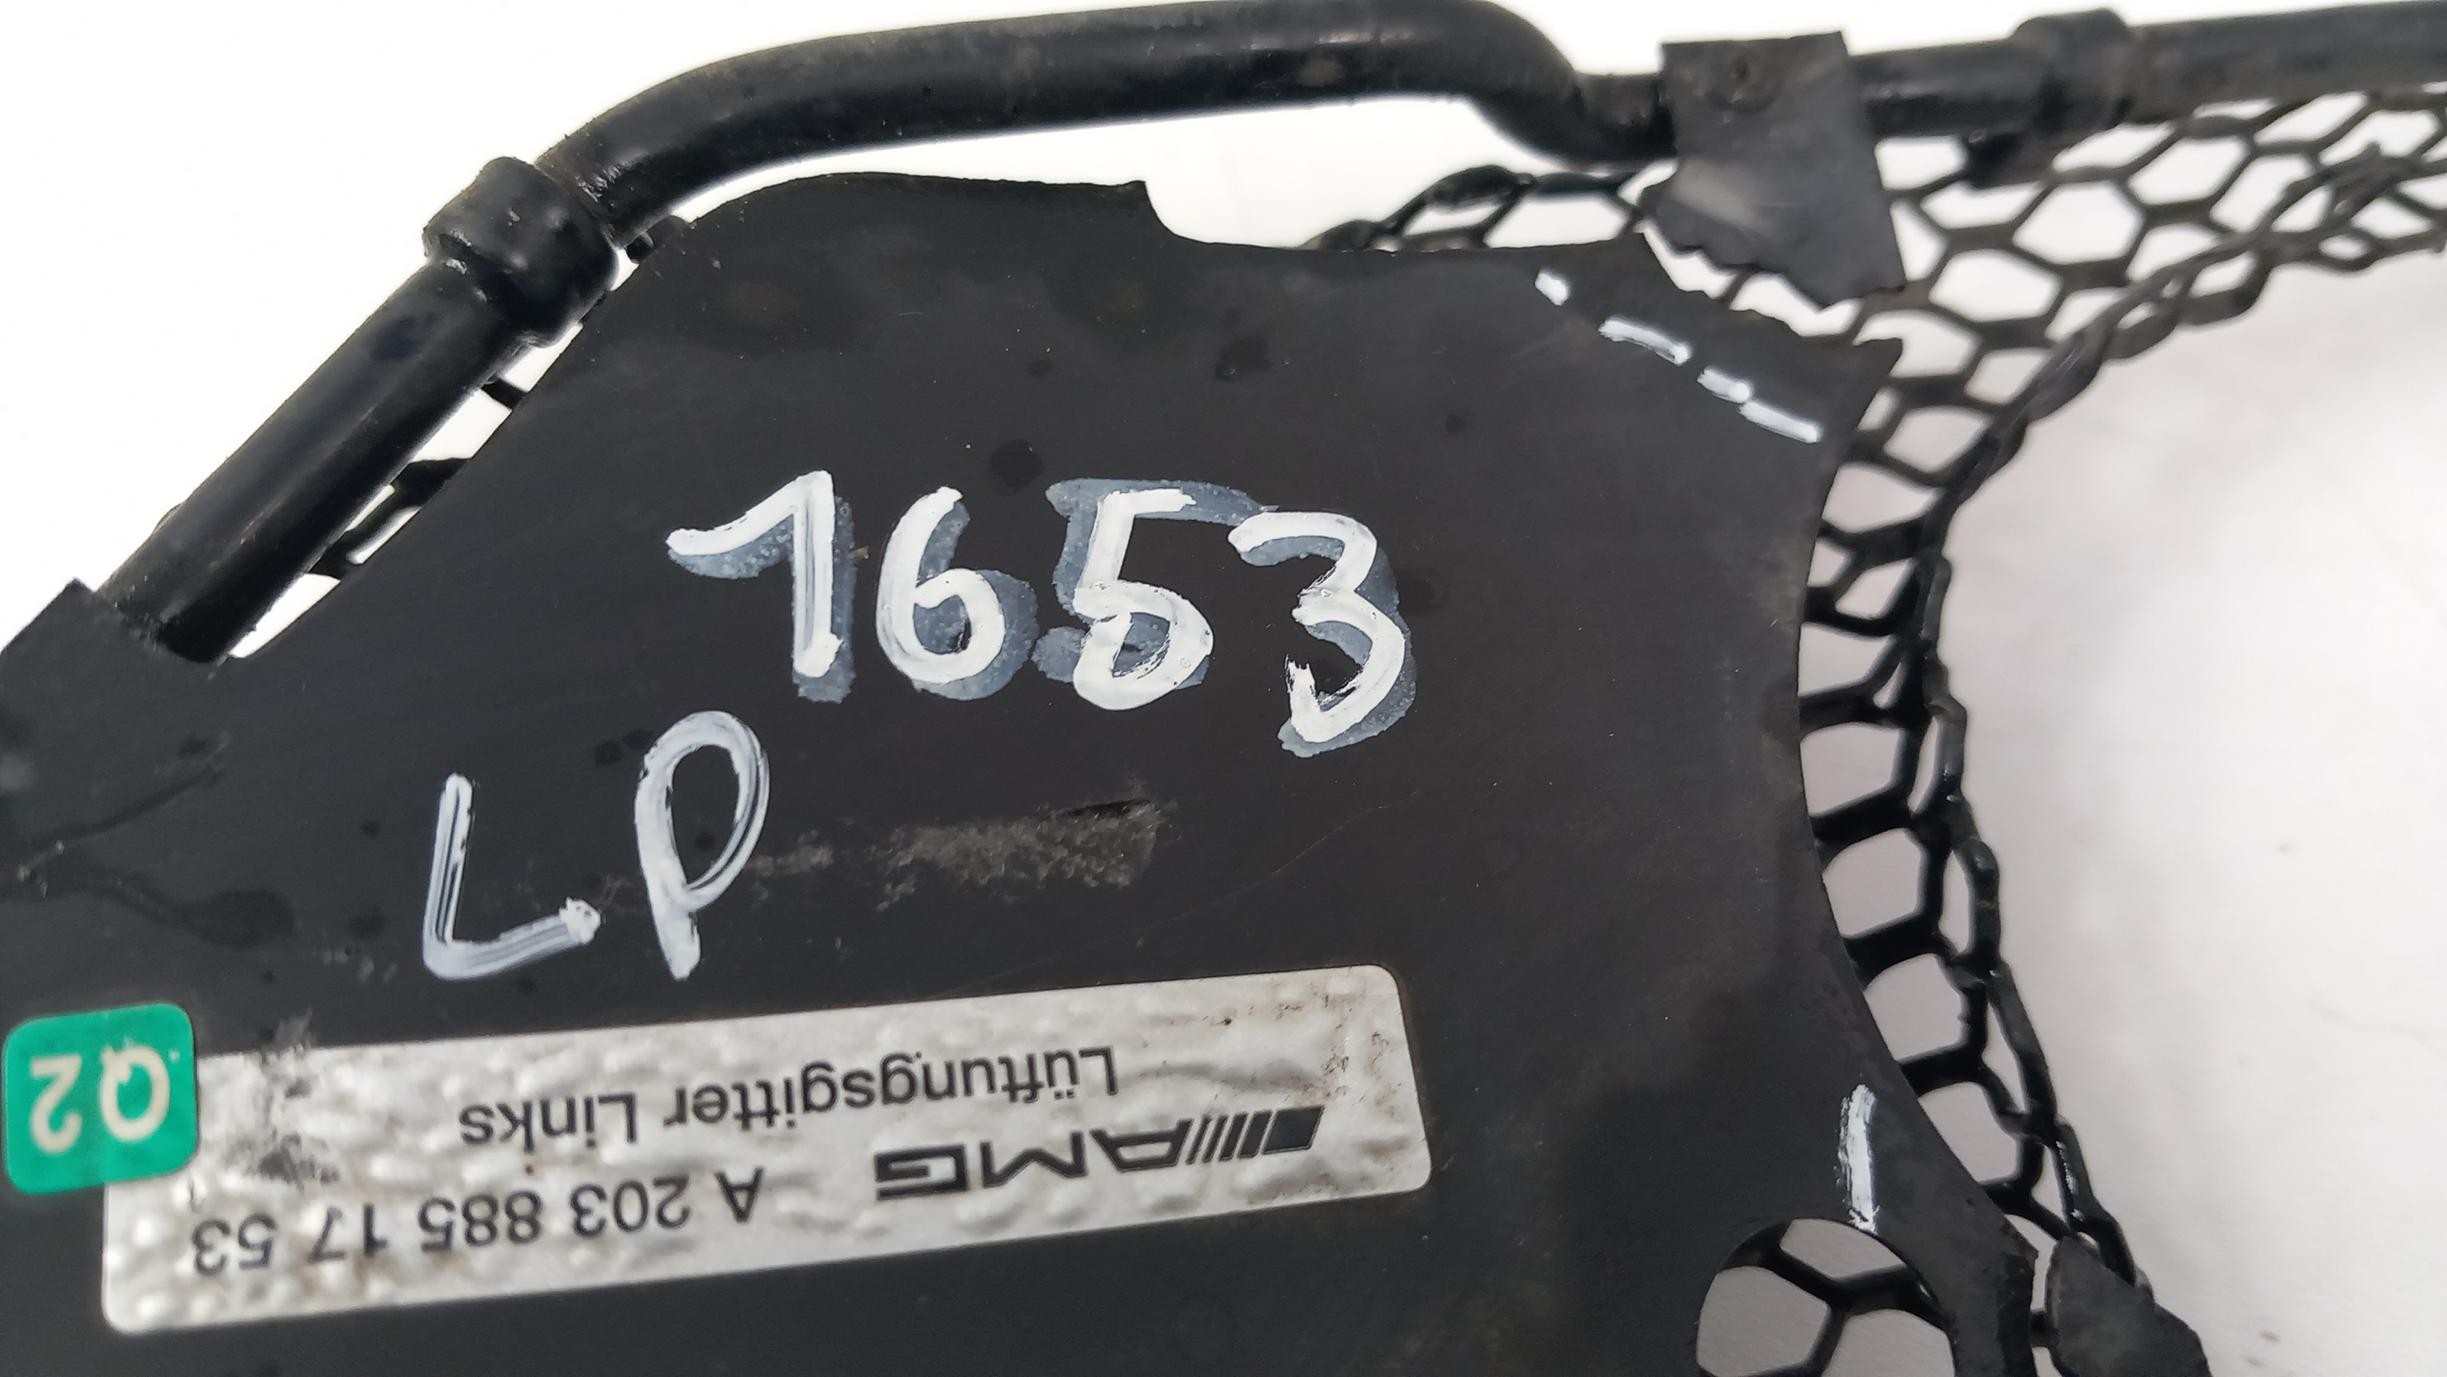 1653
LP
Q2
A 203 885 17 53
AMG
Lüftungsgitter Links